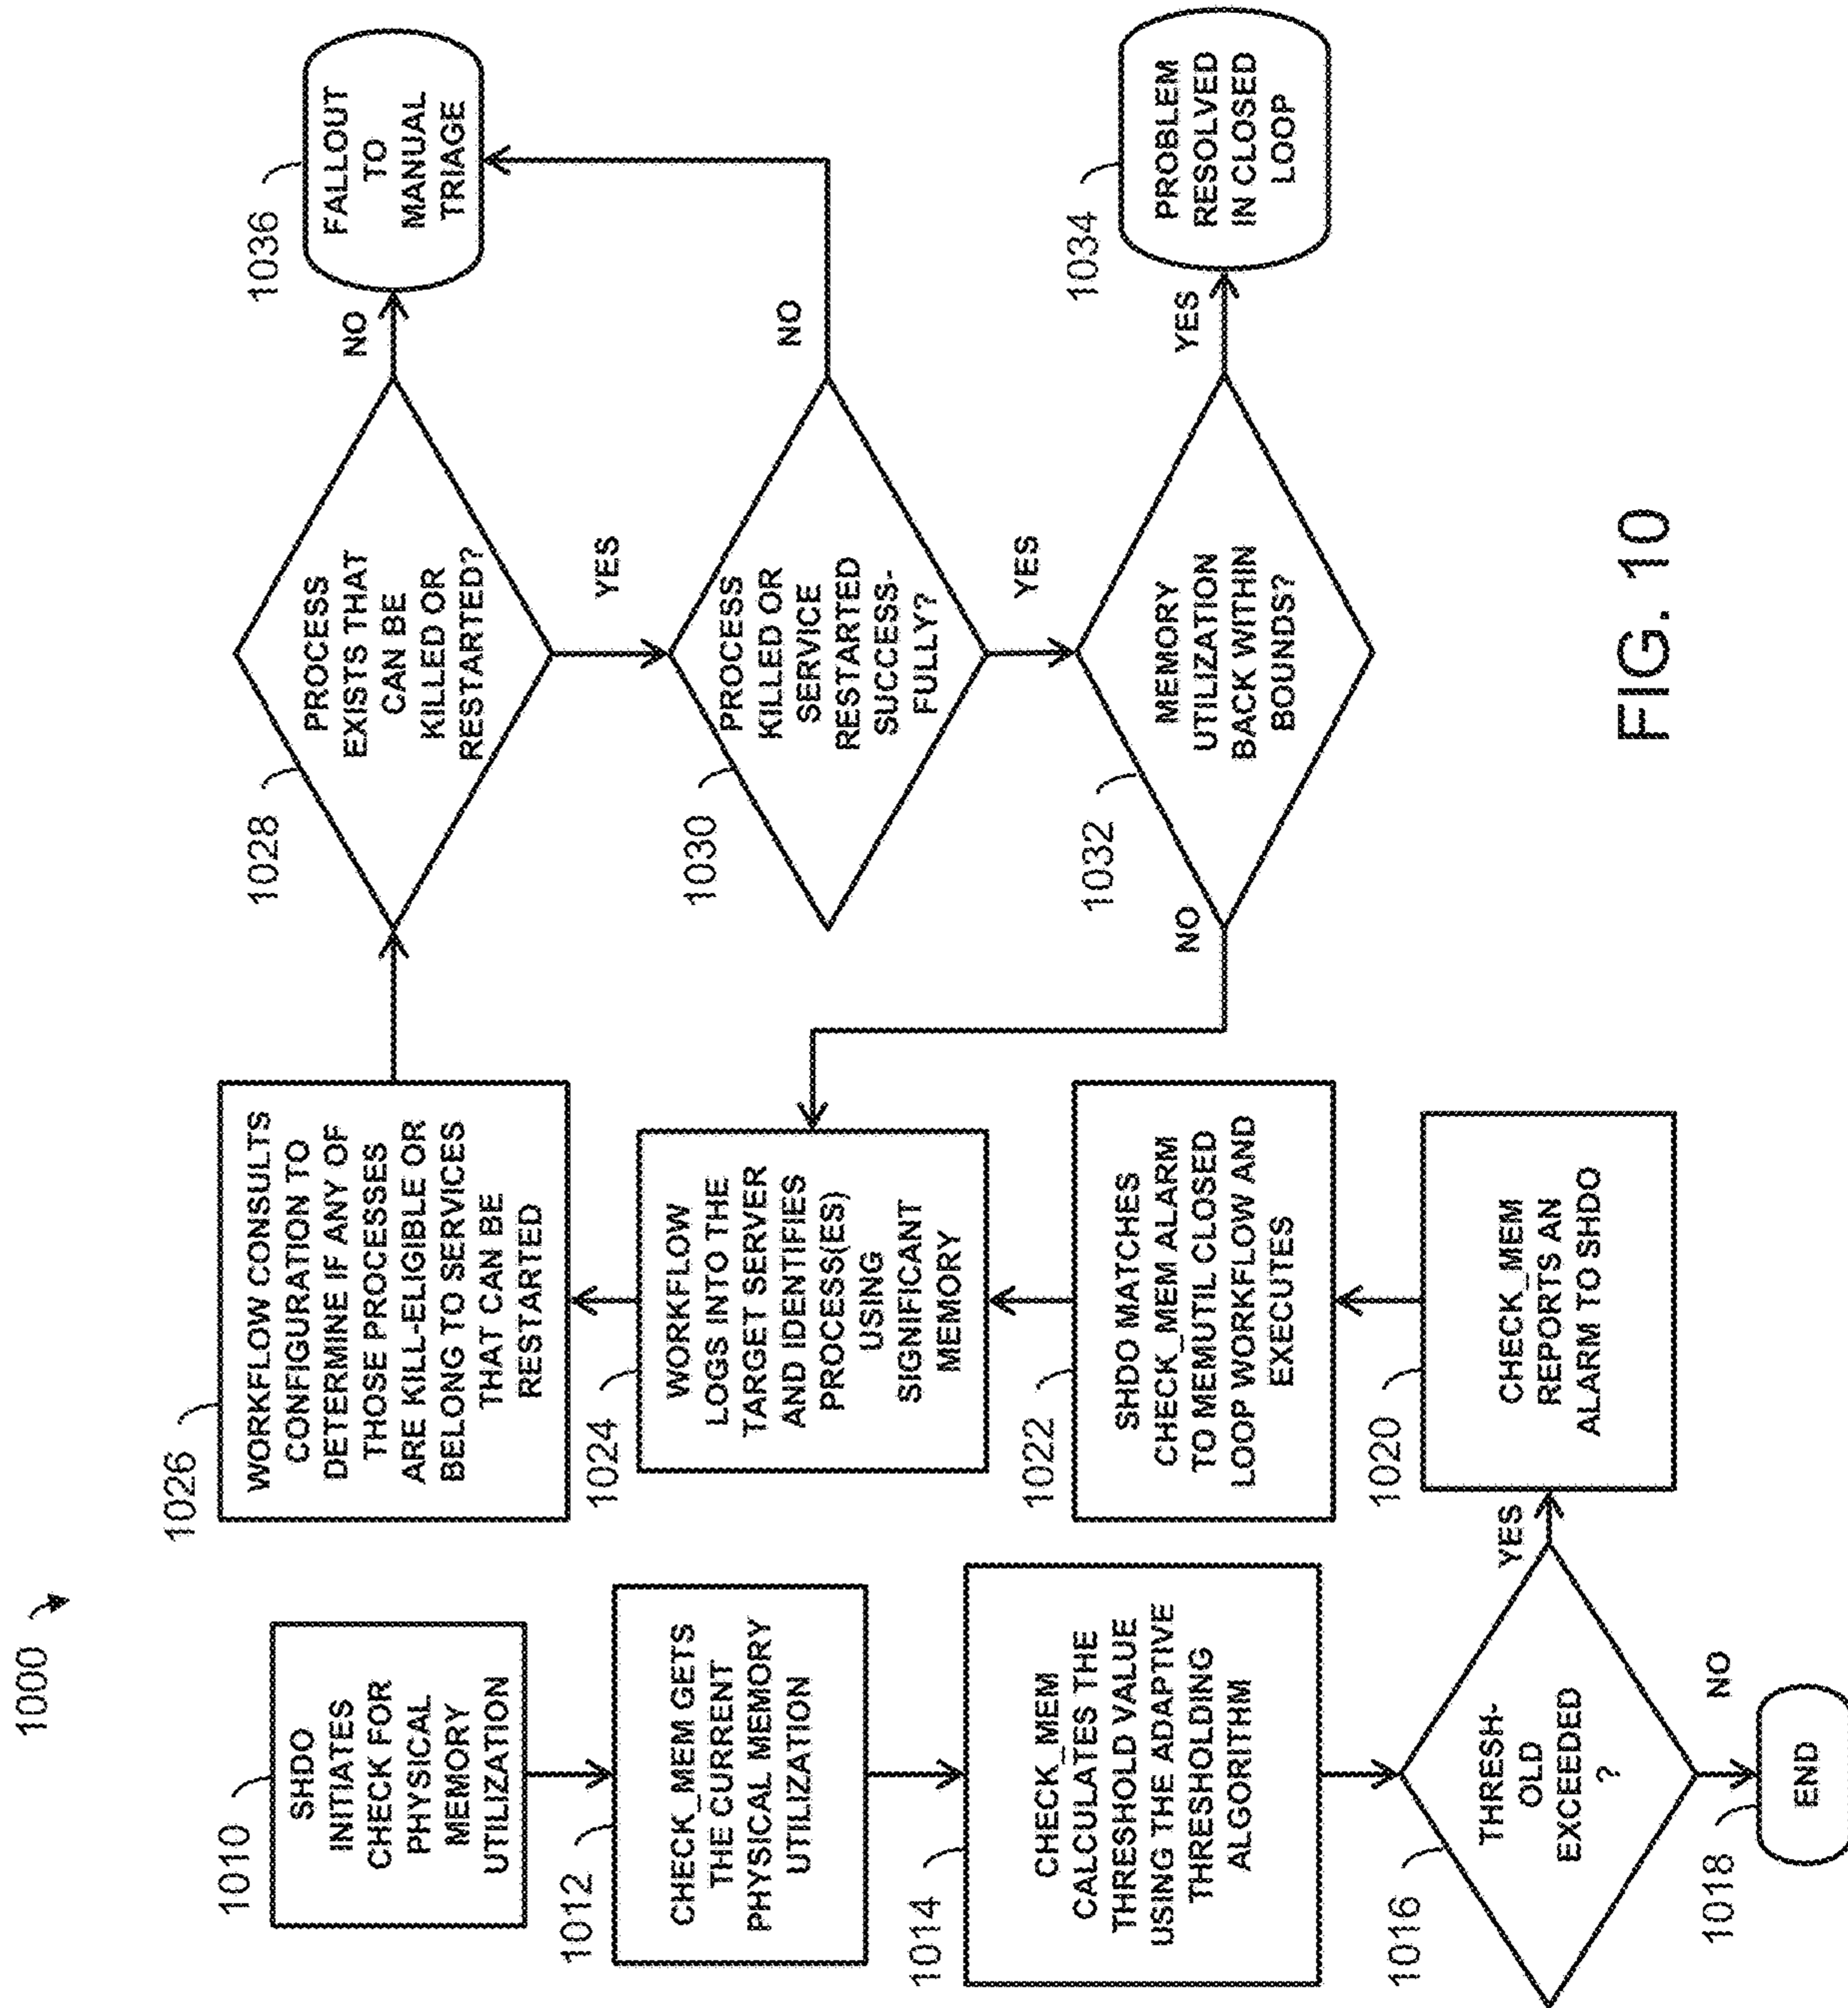 1000
1010
SHDO
INITIATES
CHECK FOR
PHYSICAL
MEMORY
UTILIZATION
1012
CHECK_MEM GETS
THE CURRENT
PHYSICAL MEMORY
UTILIZATION
1014
CHECK_MEM
CALCULATES THE
THRESHOLD VALUE
USING THE ADAPTIVE
THRESHOLDING
ALGORITHM
1016
THRESH-
OLD
EXCEEDED
?
YES
NO
1018
END
1020
CHECK_MEM
REPORTS AN
ALARM TO SHDO
1022
SHDO MATCHES
CHECK_MEM ALARM
TO MEMUTIL CLOSED
LOOP WORKFLOW AND
EXECUTES
1024
WORKFLOW
LOGS INTO THE
TARGET SERVER
AND IDENTIFIES
PROCESS(ES)
USING
SIGNIFICANT
MEMORY
1026
WORKFLOW CONSULTS
CONFIGURATION TO
DETERMINE IF ANY OF
THOSE PROCESSES
ARE KILL-ELIGIBLE OR
BELONG TO SERVICES
THAT CAN BE
RESTARTED
1028
PROCESS
EXISTS THAT
CAN BE
KILLED OR
RESTARTED?
NO
YES
1030
PROCESS
KILLED OR
SERVICE
RESTARTED
SUCCESS-
FULLY?
NO
YES
1032
MEMORY
UTILIZATION
BACK WITHIN
BOUNDS?
NO
YES
1034
PROBLEM
RESOLVED
IN CLOSED
LOOP
1036
FALLOUT
TO
MANUAL
TRIAGE
FIG. 10